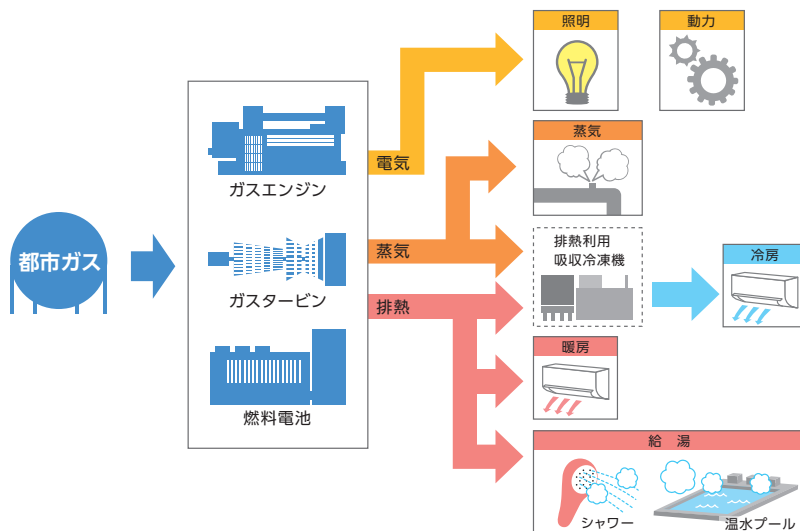 都市ガス
ガスエンジン
ガスタービン
燃料電池
電気
蒸気
排熱
照明
動力
蒸気
排熱利用
吸収冷凍機
冷房
暖房
給 湯
シャワー
温水プール